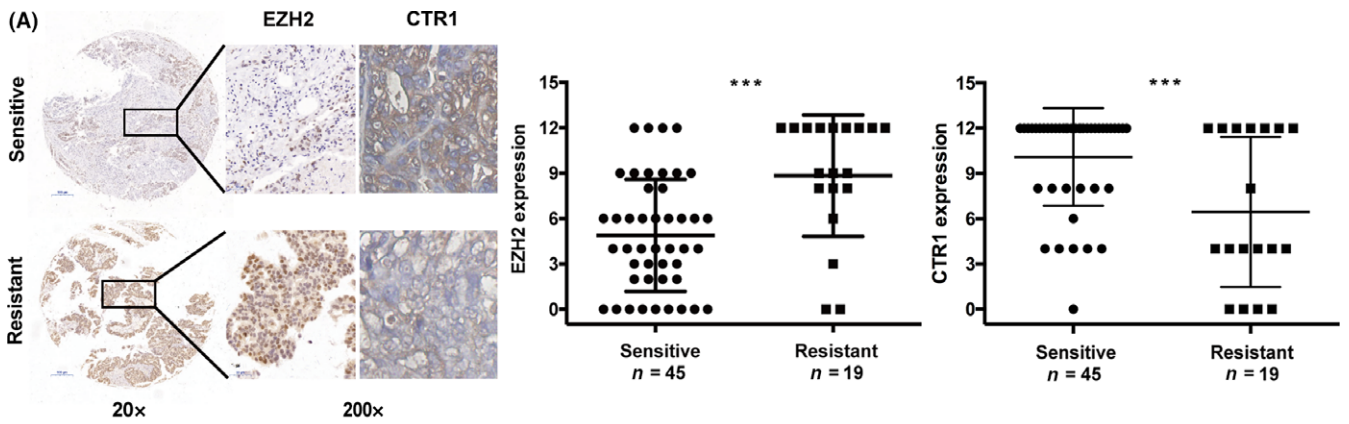 (A)
EZH2
CTR1
Sensitive
Resistant
20×
200×
EZH2 expression
15
12
9
6
3
0
***
Sensitive
n = 45
Resistant
n = 19
CTR1 expression
15
12
9
6
3
0
***
Sensitive
n = 45
Resistant
n = 19